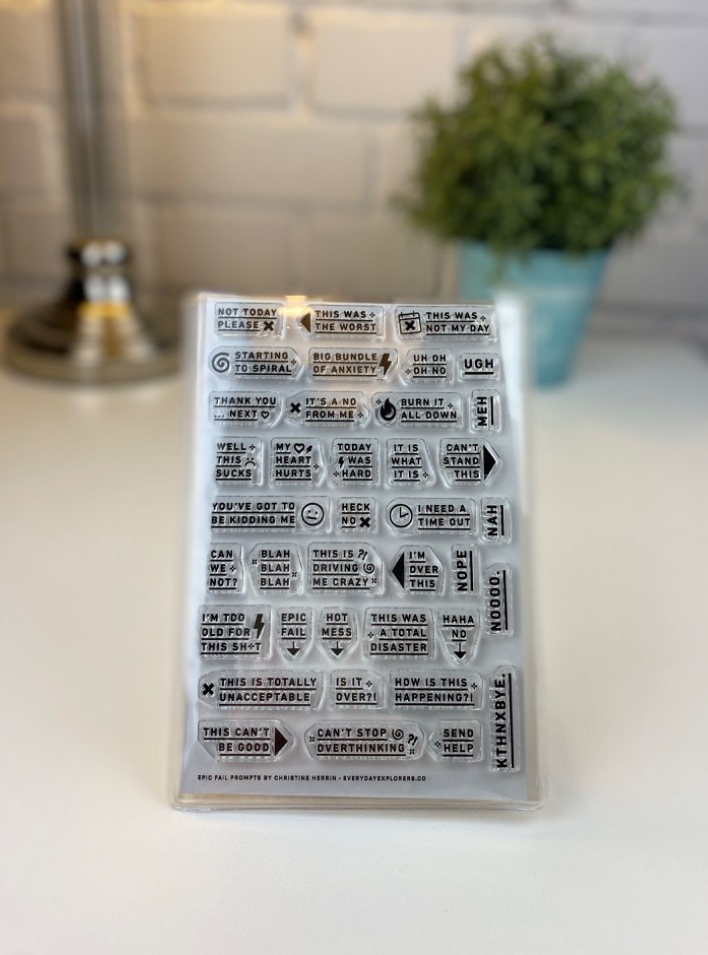 NOT TODAY
PLEASE
THIS WAS
THE WORST
THIS WAS
NOT MY DAY
STARTING
TO SPIRAL
BIG BUNDLE
OF ANXIETY
UH OH
OH NO
UGH
THANK YOU
... NEXT
IT'S A NO
FROM ME
BURN IT
ALL DOWN
MEH
WELL
THIS
SUCKS
MY
HEART
HURTS
TODAY
WAS
HARD
IT IS
WHAT
IT IS
CAN'T
STAND
THIS
YOU'VE GOT TO
BE KIDDING ME
HECK
NO
I NEED A
TIME OUT
NAH
CAN
WE
NOT?
BLAH
BLAH
BLAH
THIS IS ?!
DRIVING
ME CRAZY
I'M
OVER
THIS
NOPE
NOOOO.
I'M TOO
OLD FOR
THIS SH*T
EPIC
FAIL
HOT
MESS
THIS WAS
A TOTAL
DISASTER
HAHA
NO
THIS IS TOTALLY
UNACCEPTABLE
IS IT
OVER?!
HOW IS THIS
HAPPENING?!
KTHNXBYE.
THIS CAN'T
BE GOOD
CAN'T STOP
OVERTHINKING ?!
SEND
HELP
EPIC FAIL PROMPTS BY CHRISTINE HERRIN • EVERYDAYEXPLORERS.CO